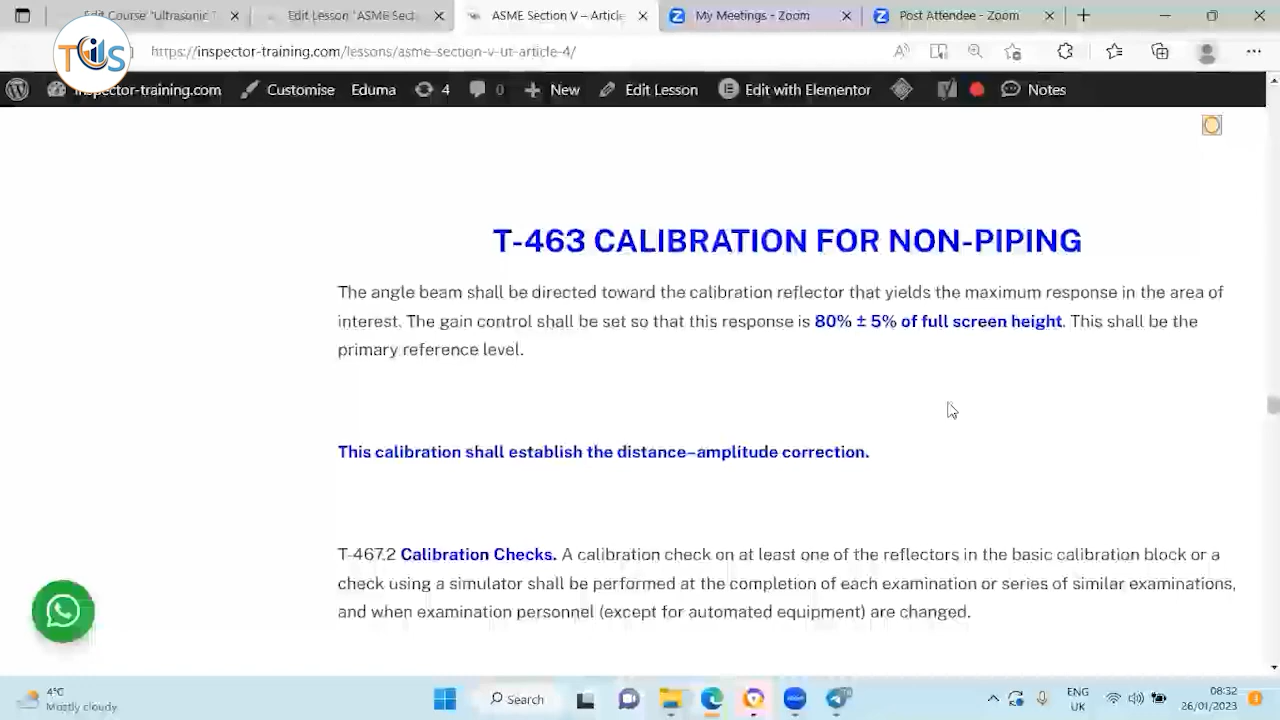 Edit Course "Ultrasonic T
Edit Lesson "ASME Sect
ASME Section V – Article
My Meetings - Zoom
Post Attendee - Zoom
TCIS
https://inspector-training.com/lessons/asme-section-v-ut-article-4/
inspector-training.com
Customise
Eduma
4
0
New
Edit Lesson
Edit with Elementor
Notes
T-463 CALIBRATION FOR NON-PIPING
The angle beam shall be directed toward the calibration reflector that yields the maximum response in the area of
interest. The gain control shall be set so that this response is 80% ± 5% of full screen height. This shall be the
primary reference level.
This calibration shall establish the distance–amplitude correction.
T-467.2 Calibration Checks. A calibration check on at least one of the reflectors in the basic calibration block or a
check using a simulator shall be performed at the completion of each examination or series of similar examinations,
and when examination personnel (except for automated equipment) are changed.
4°C
Mostly cloudy
Search
ENG
UK
08:32
26/01/2023